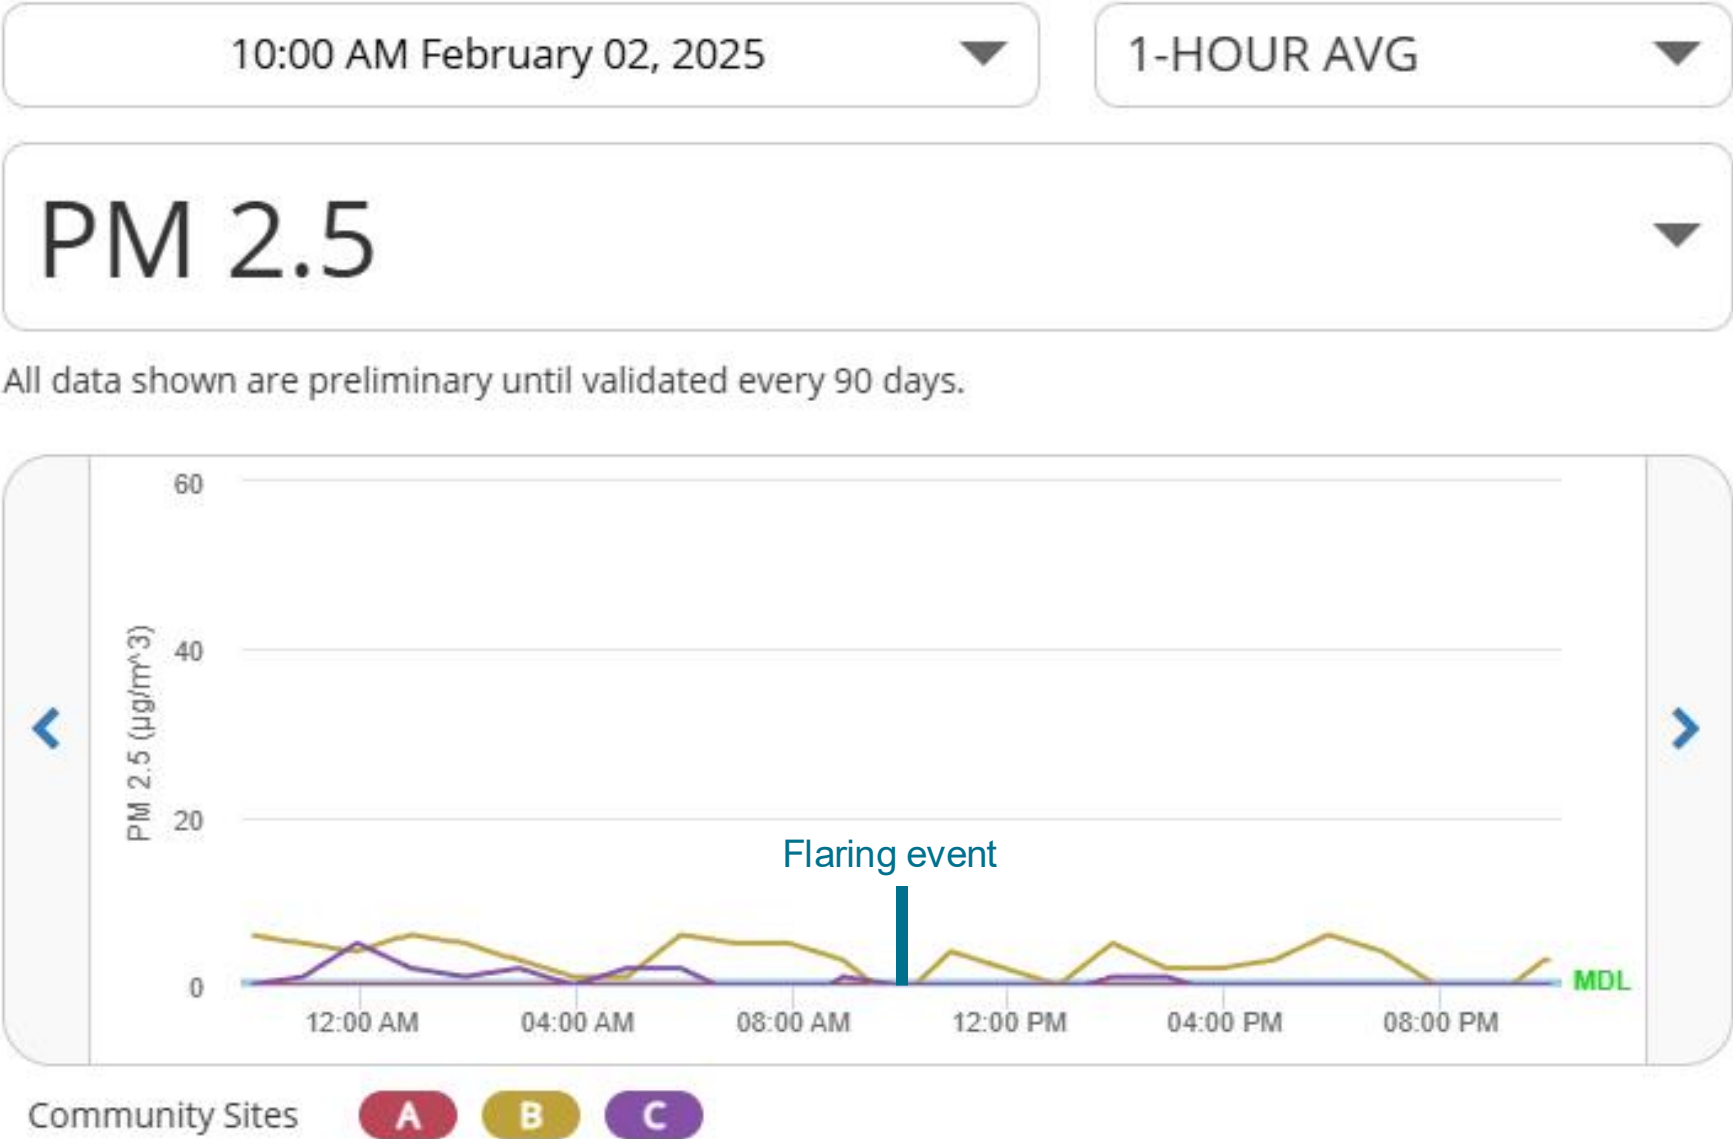 10:00 AM February 02, 2025
1-HOUR AVG
PM 2.5
All data shown are preliminary until validated every 90 days.
60
40
20
0
PM 2.5 (µg/m^3)
Flaring event
MDL
12:00 AM
04:00 AM
08:00 AM
12:00 PM
04:00 PM
08:00 PM
Community Sites
A
B
C